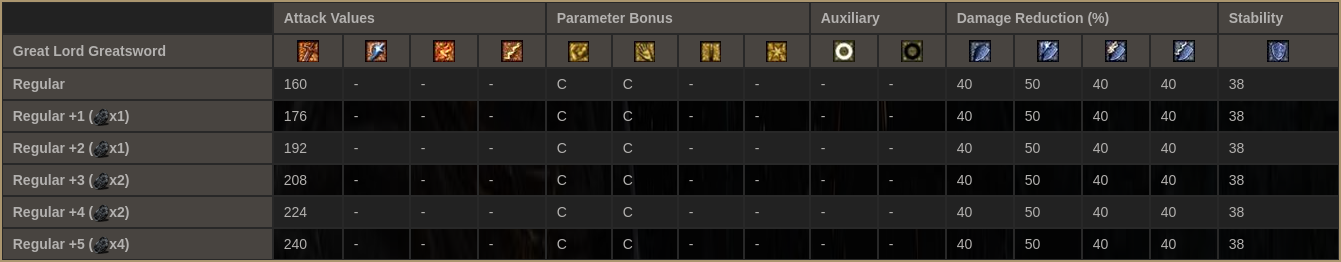 Attack Values Parameter Bonus Auxiliary Damage Reduction (%) Stability
Great Lord Greatsword
Regular 160 - - - C C - - - - 40 50 40 40 38
Regular +1 (x1) 176 - - - C C - - - - 40 50 40 40 38
Regular +2 (x1) 192 - - - C C - - - - 40 50 40 40 38
Regular +3 (x2) 208 - - - C C - - - - 40 50 40 40 38
Regular +4 (x2) 224 - - - C C - - - - 40 50 40 40 38
Regular +5 (x4) 240 - - - C C - - - - 40 50 40 40 38